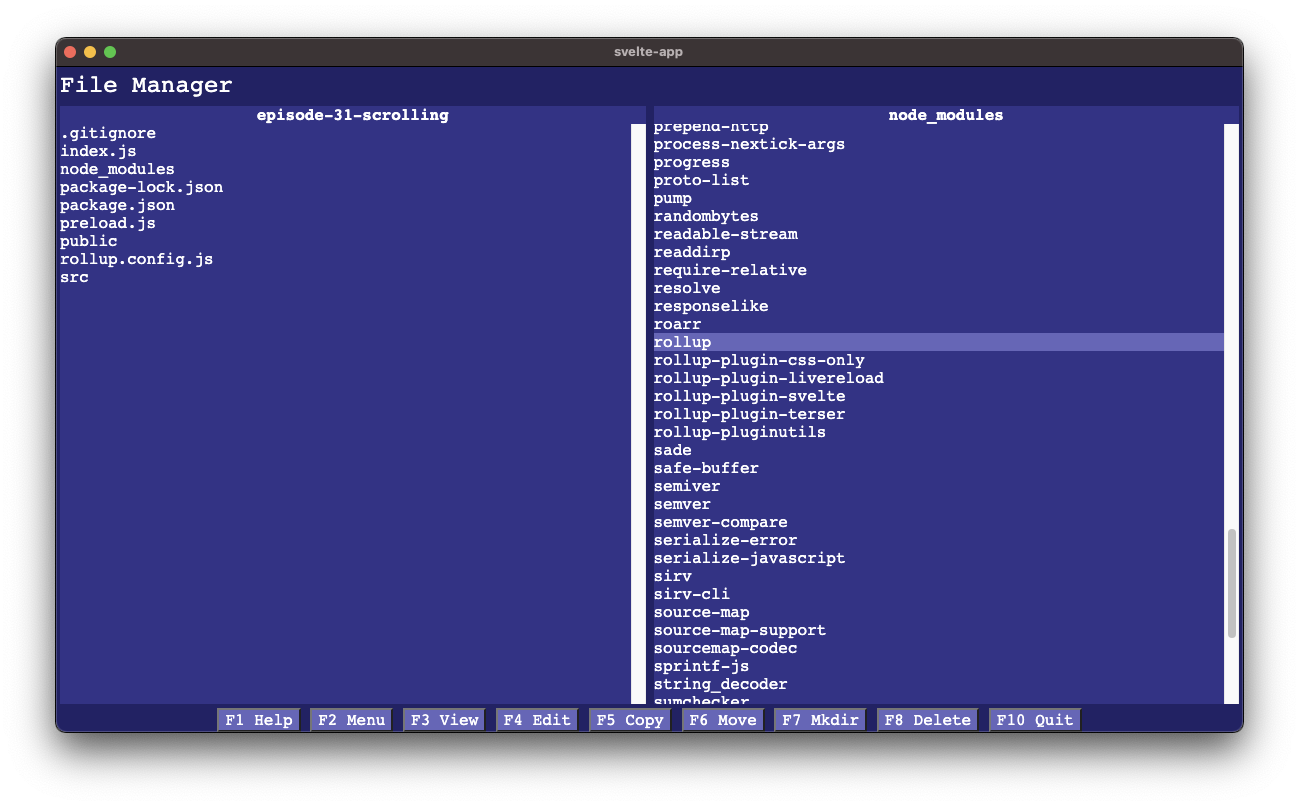 svelte-app
File Manager
episode-31-scrolling
.gitignore
index.js
node_modules
package-lock.json
package.json
preload.js
public
rollup.config.js
src
node_modules
prepend-http
process-nextick-args
progress
proto-list
pump
randombytes
readable-stream
readdirp
require-relative
resolve
responselike
roarr
rollup
rollup-plugin-css-only
rollup-plugin-livereload
rollup-plugin-svelte
rollup-plugin-terser
rollup-pluginutils
sade
safe-buffer
semiver
semver
semver-compare
serialize-error
serialize-javascript
sirv
sirv-cli
source-map
source-map-support
sourcemap-codec
sprintf-js
string_decoder
sumchecker
F1 Help F2 Menu F3 View F4 Edit F5 Copy F6 Move F7 Mkdir F8 Delete F10 Quit